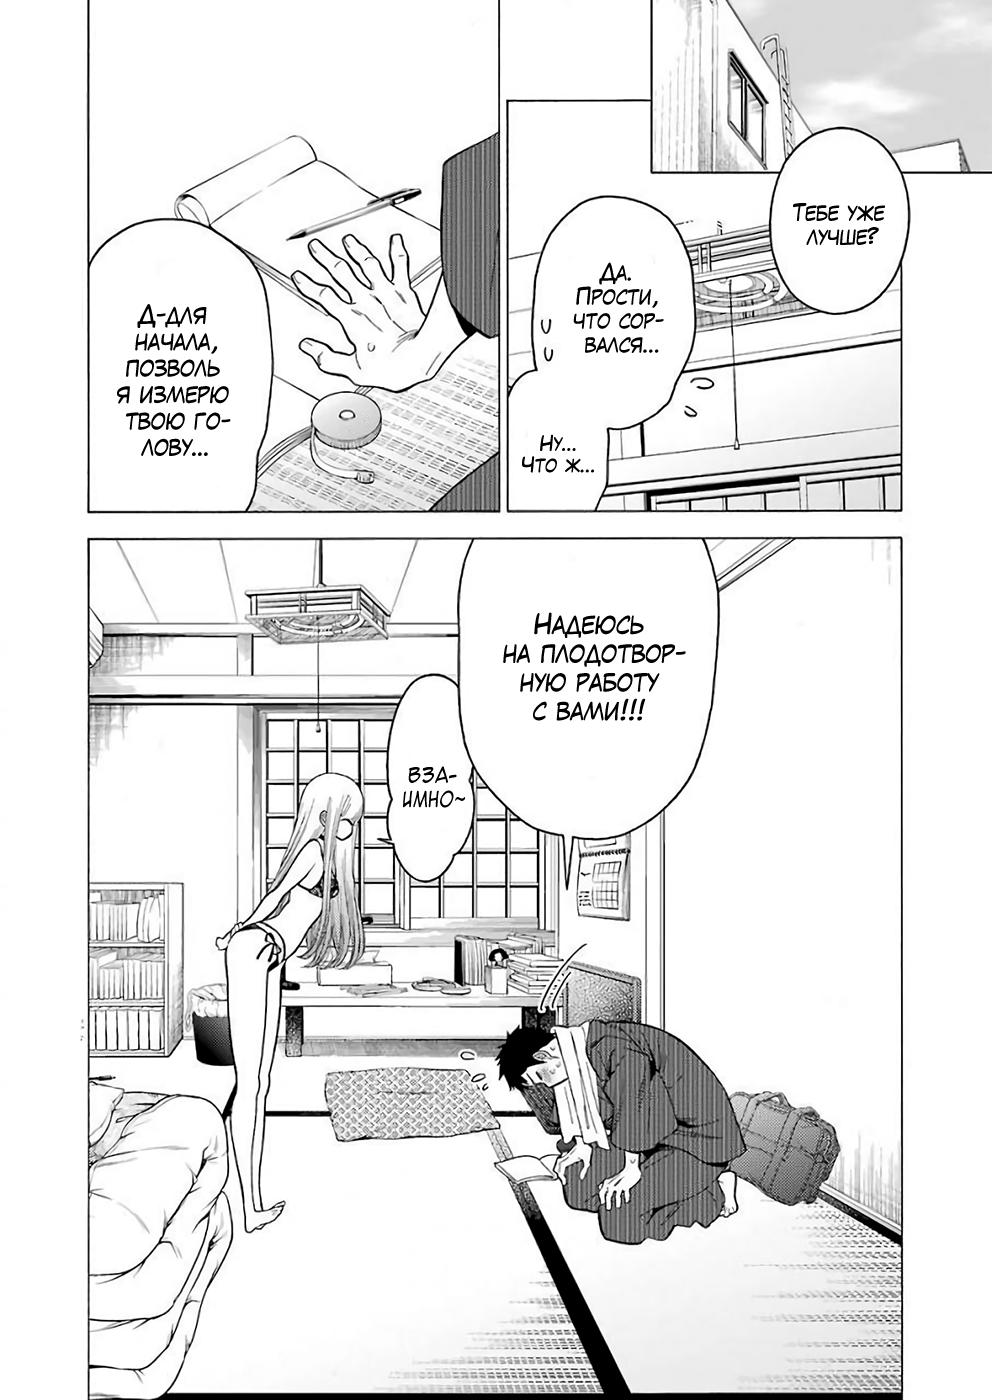 Тебе уже
лучше?
Да.
Прости,
что сор-
вался...
Ну...
Что ж...
Д-для
начала,
позволь
я измерю
твою го-
лову...
Надеюсь
на плодотвор-
ную работу
с вами!!!
Вза-
имно~